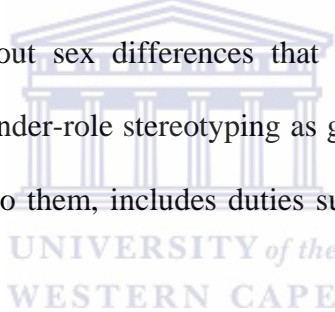 out sex differences that
nder-role stereotyping as g
o them, includes duties su
UNIVERSITY of the
WESTERN CAPE